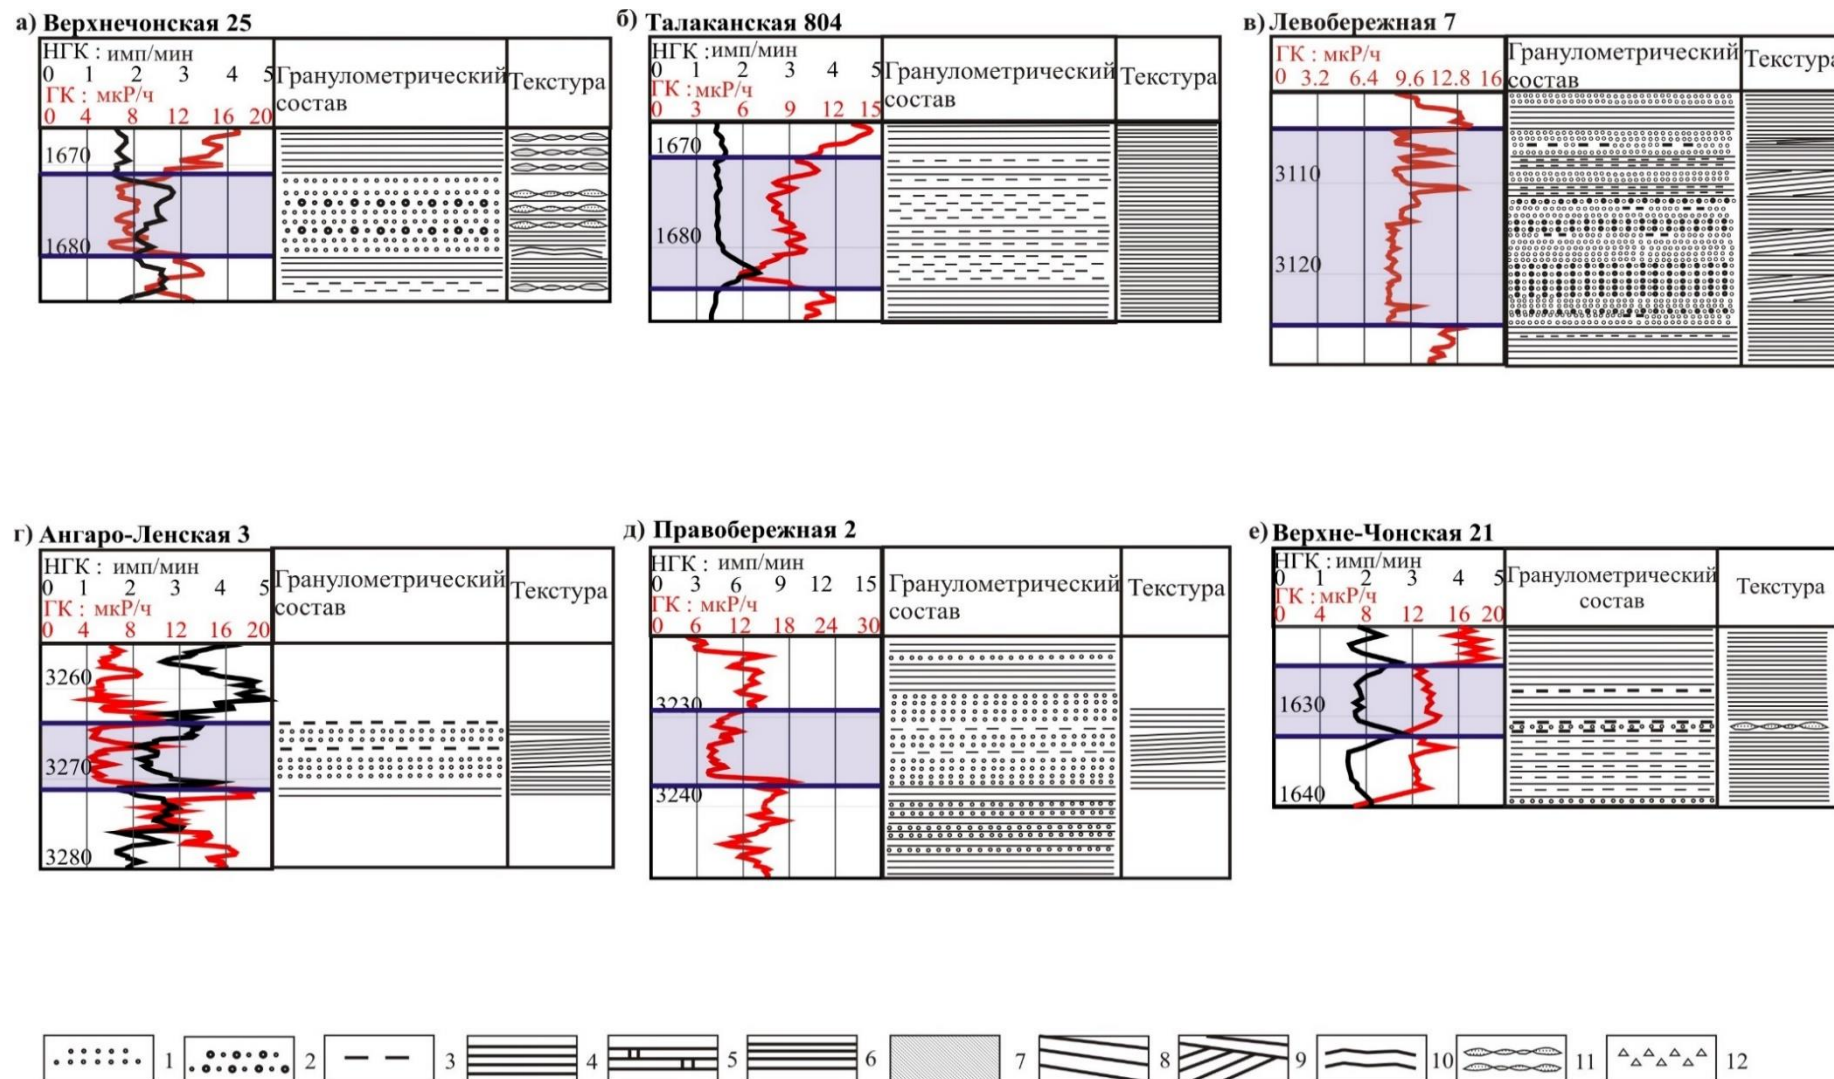 а) Верхнечонская 25
НГК : имп/мин
0 1 2 3 4 5
ГК : мкР/ч
0 4 8 12 16 20
Гранулометрический
состав
Текстура
1670
1680
б) Талаканская 804
НГК :имп/мин
0 1 2 3 4 5
ГК : мкР/ч
0 3 6 9 12 15
Гранулометрический
состав
Текстура
1670
1680
в) Левобережная 7
ГК : мкР/ч
0 3.2 6.4 9.6 12.8 16
Гранулометрический
состав
Текстура
3110
3120
г) Ангаро-Ленская 3
НГК : имп/мин
0 1 2 3 4 5
ГК : мкР/ч
0 4 8 12 16 20
Гранулометрический
состав
Текстура
3260
3270
3280
д) Правобережная 2
НГК : имп/мин
0 3 6 9 12 15
ГК : мкР/ч
0 6 12 18 24 30
Гранулометрический
состав
Текстура
3230
3240
е) Верхне-Чонская 21
НГК : имп/мин
0 1 2 3 4 5
ГК : мкР/ч
0 4 8 12 16 20
Гранулометрический
состав
Текстура
1630
1640
1 2 3 4 5 6 7 8 9 10 11 12